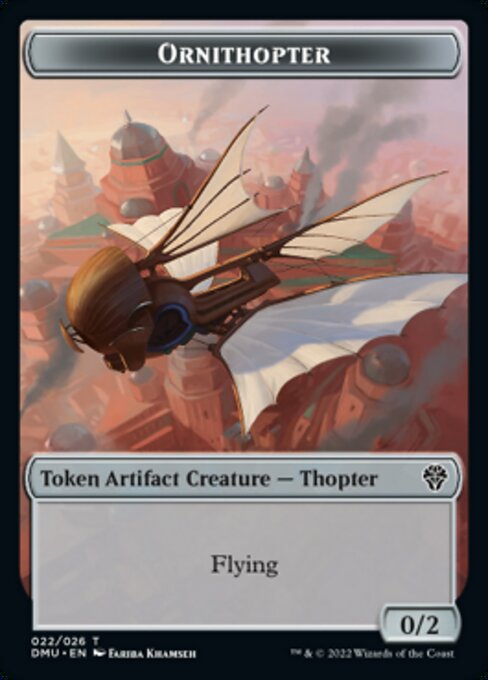 Ornithopter
Token Artifact Creature — Thopter
Flying
0/2
022/026 T
DMU • EN Fariba Khamseh
™ & © 2022 Wizards of the Coast